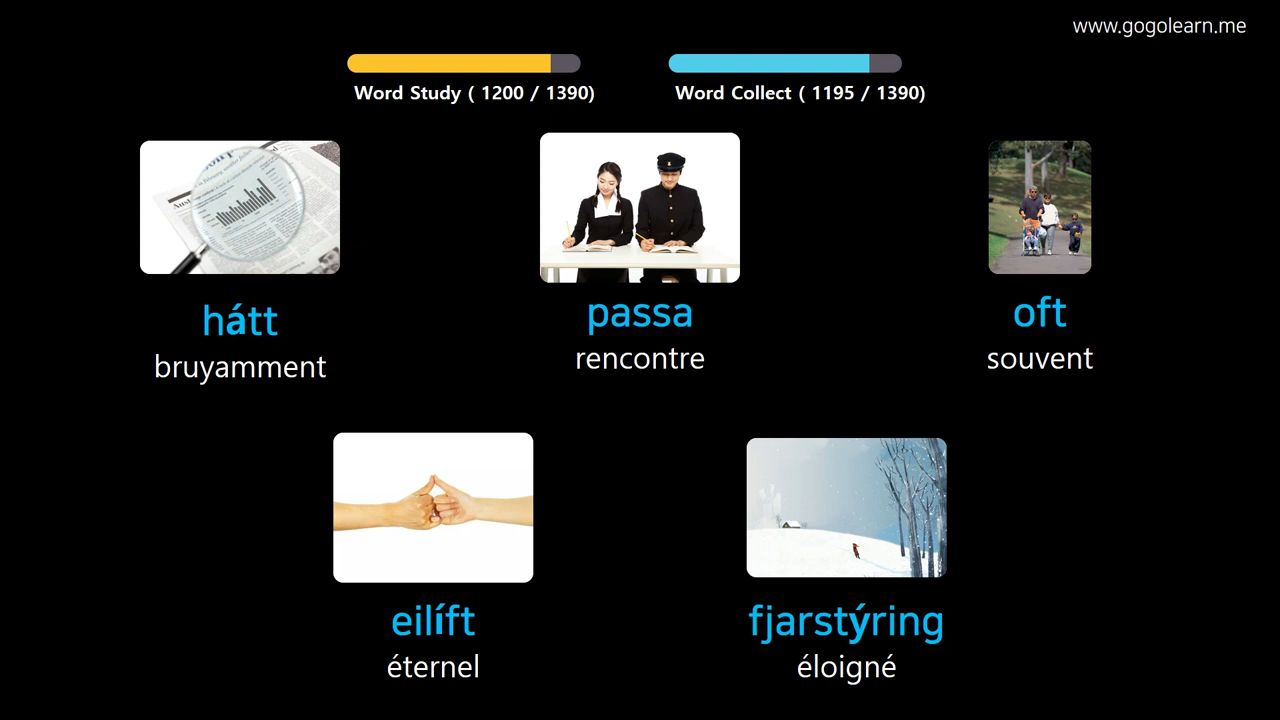 www.gogolearn.me
Word Study ( 1200 / 1390)
Word Collect ( 1195 / 1390)
hátt
bruyamment
passa
rencontre
oft
souvent
eilíft
éternel
fjarstýring
éloigné